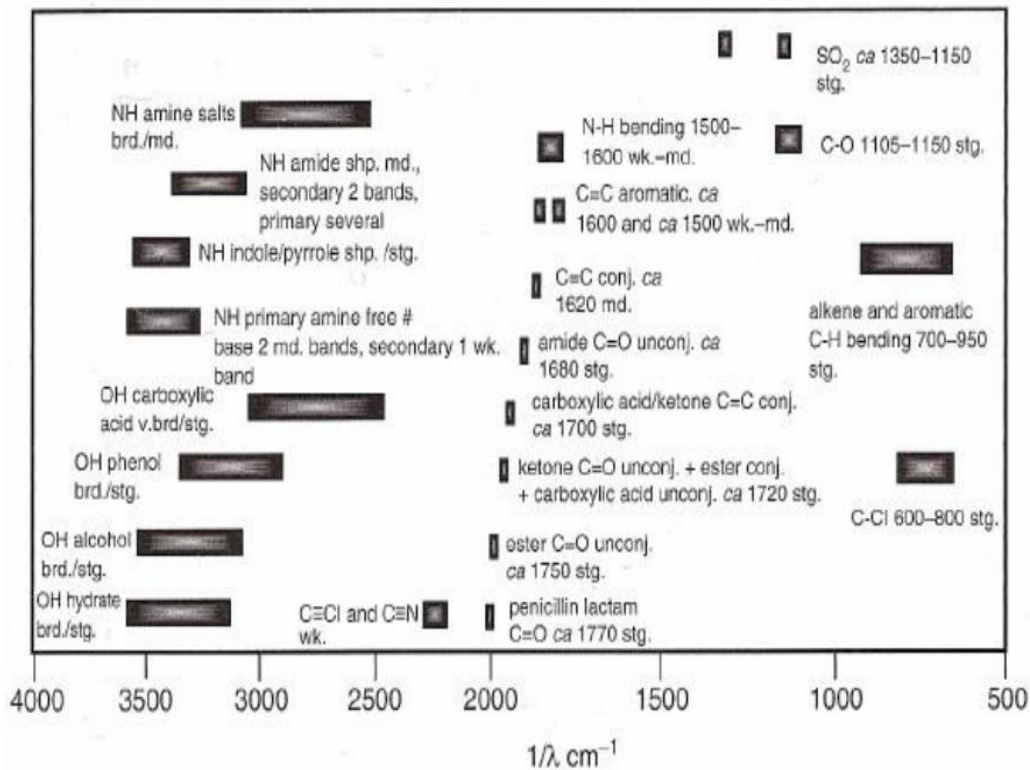 SO₂ ca 1350–1150
stg.
NH amine salts
brd./md.
N-H bending 1500–
1600 wk.–md.
C-O 1105–1150 stg.
NH amide shp. md.,
secondary 2 bands,
primary several
C=C aromatic. ca
1600 and ca 1500 wk.–md.
NH indole/pyrrole shp. /stg.
C=C conj. ca
1620 md.
alkene and aromatic
C-H bending 700–950
stg.
NH primary amine free #
base 2 md. bands, secondary 1 wk.
band
amide C=O unconj. ca
1680 stg.
OH carboxylic
acid v.brd/stg.
carboxylic acid/ketone C=C conj.
ca 1700 stg.
OH phenol
brd./stg.
ketone C=O unconj. + ester conj.
+ carboxylic acid unconj. ca 1720 stg.
C-Cl 600–800 stg.
OH alcohol
brd./stg.
ester C=O unconj.
ca 1750 stg.
OH hydrate
brd./stg.
C≡Cl and C≡N
wk.
penicillin lactam
C=O ca 1770 stg.
4000 3500 3000 2500 2000 1500 1000 500
1/λ cm⁻¹